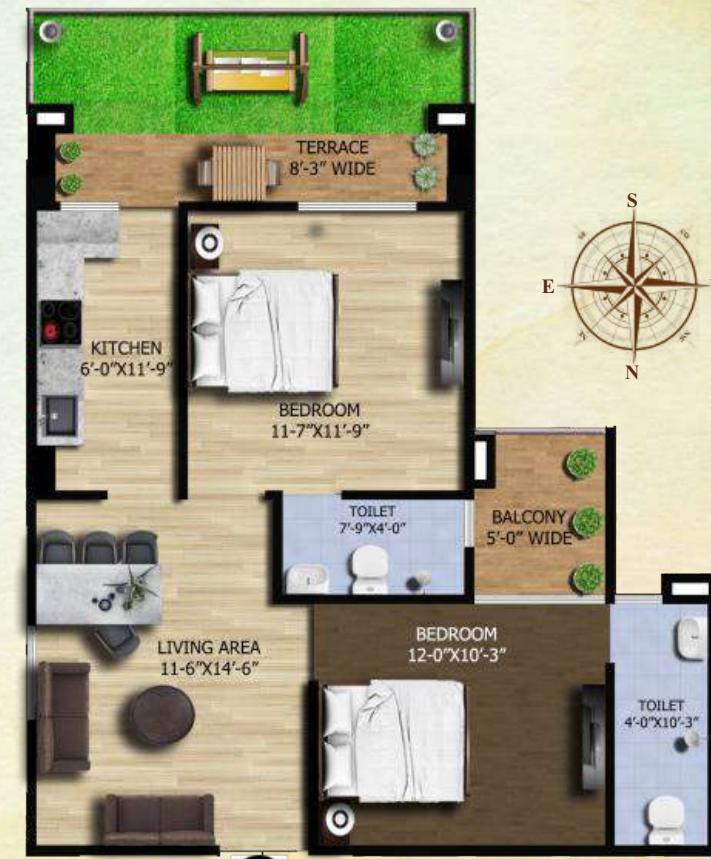 TERRACE
8'-3" WIDE
S
E
N
KITCHEN
6'-0"X11'-9"
BEDROOM
11-7"X11'-9"
TOILET
7'-9"X4'-0"
BALCONY
5'-0" WIDE
LIVING AREA
11-6"X14'-6"
BEDROOM
12-0"X10'-3"
TOILET
4'-0"X10'-3"